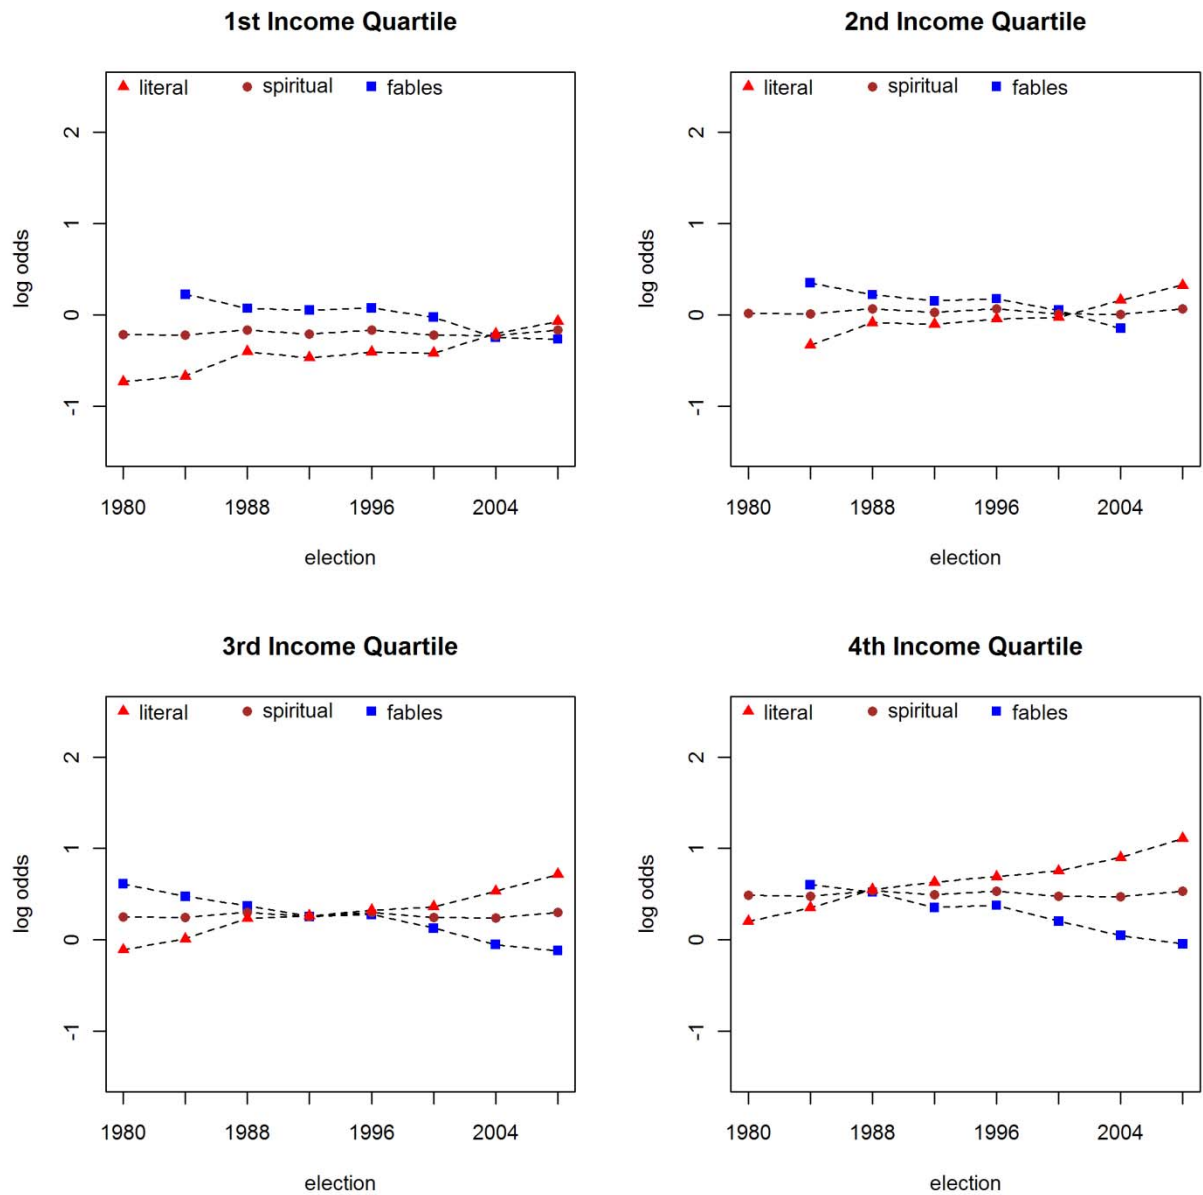 1st Income Quartile
literal spiritual fables
log odds
2
1
0
-1
1980 1988 1996 2004
election
2nd Income Quartile
literal spiritual fables
log odds
2
1
0
-1
1980 1988 1996 2004
election
3rd Income Quartile
literal spiritual fables
log odds
2
1
0
-1
1980 1988 1996 2004
election
4th Income Quartile
literal spiritual fables
log odds
2
1
0
-1
1980 1988 1996 2004
election